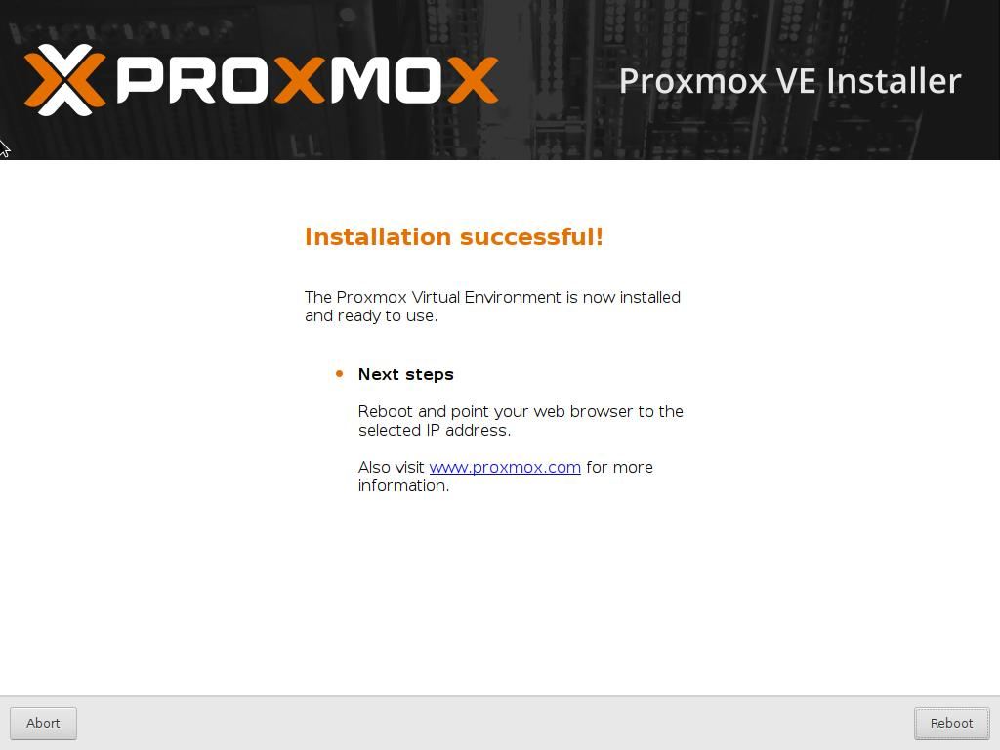 PROXMOX
Proxmox VE Installer
Installation successful!
The Proxmox Virtual Environment is now installed
and ready to use.
Next steps
Reboot and point your web browser to the
selected IP address.
Also visit www.proxmox.com for more
information.
Abort
Reboot